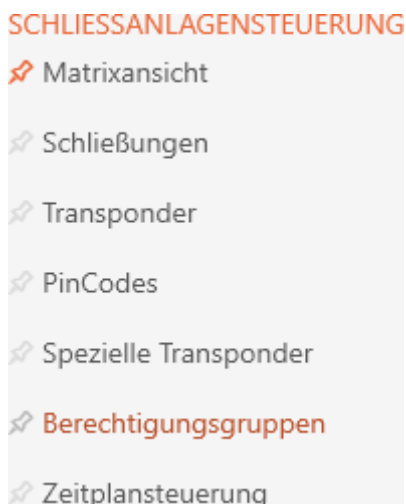 SCHLIESSANLAGENSTEUERUNG
Matrixansicht
Schließungen
Transponder
PinCodes
Spezielle Transponder
Berechtigungsgruppen
Zeitplansteuerung